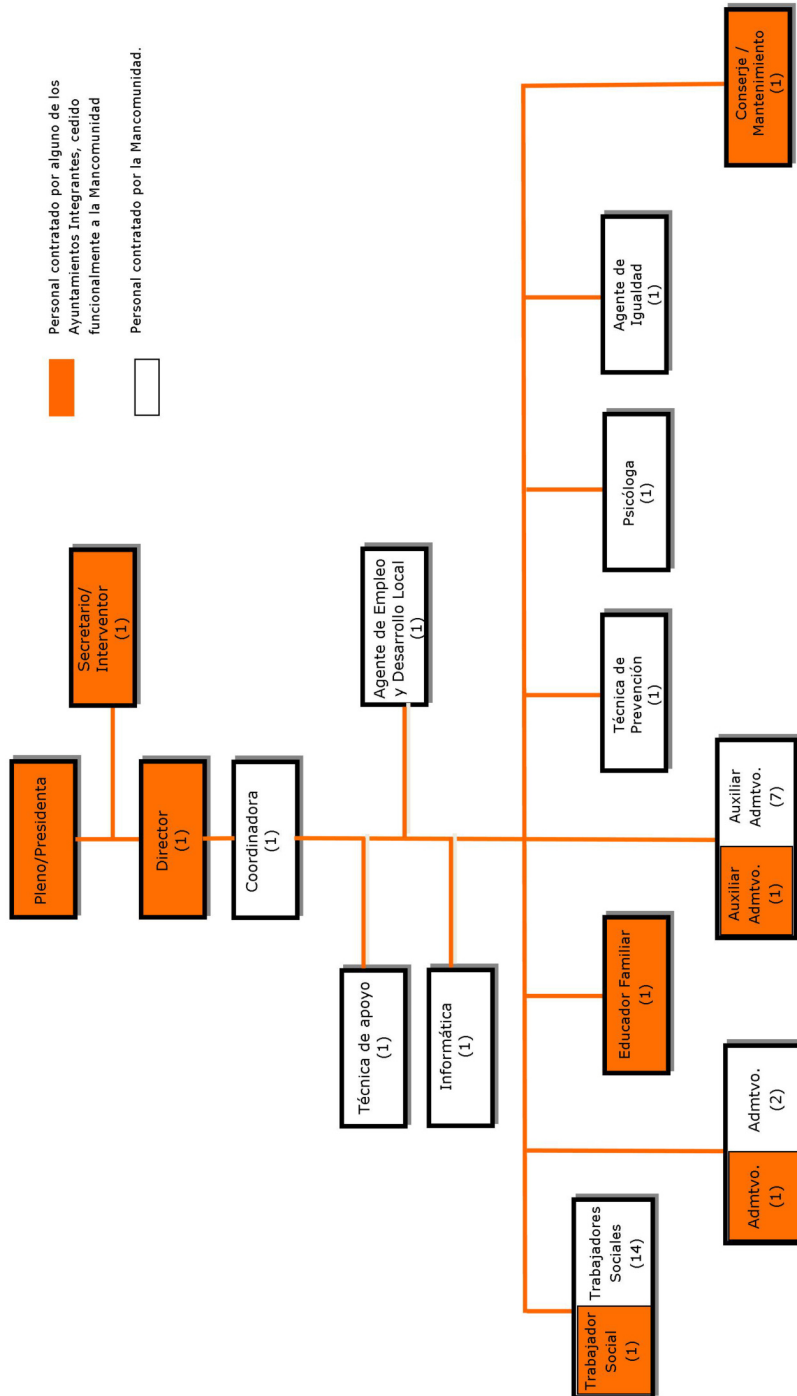 Pleno/Presidenta
Secretario/
Interventor
(1)
Personal contratado por alguno de los
Ayuntamientos Integrantes, cedido
funcionalmente a la Mancomunidad
Personal contratado por la Mancomunidad.
Director
(1)
Coordinadora
(1)
Técnica de apoyo
(1)
Agente de Empleo
y Desarrollo Local
(1)
Informática
(1)
Trabajador
Social
(1)
Trabajadores
Sociales
(14)
Educador Familiar
(1)
Técnica de
Prevención
(1)
Psicóloga
(1)
Agente de
Igualdad
(1)
Admtvo.
(1)
Admtvo.
(2)
Auxiliar
Admtvo.
(1)
Auxiliar
Admtvo.
(7)
Conserje /
Mantenimiento
(1)